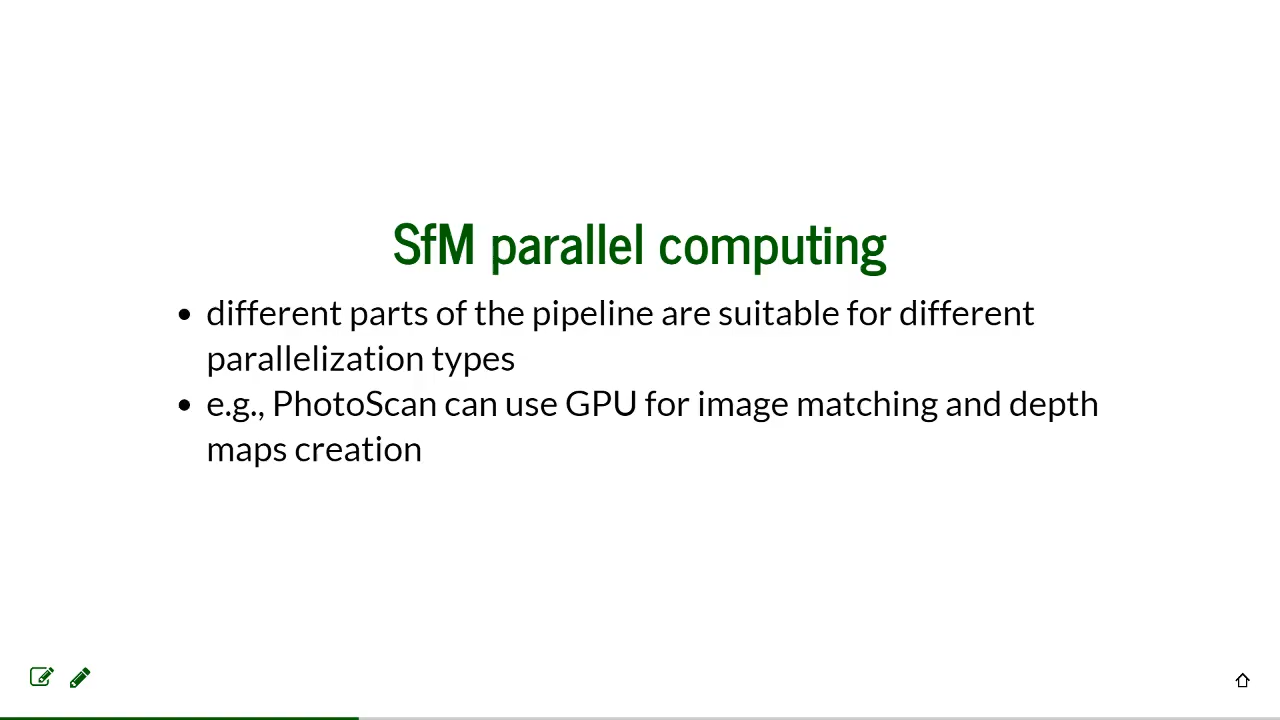 SfM parallel computing
• different parts of the pipeline are suitable for different
parallelization types
• e.g., PhotoScan can use GPU for image matching and depth
maps creation